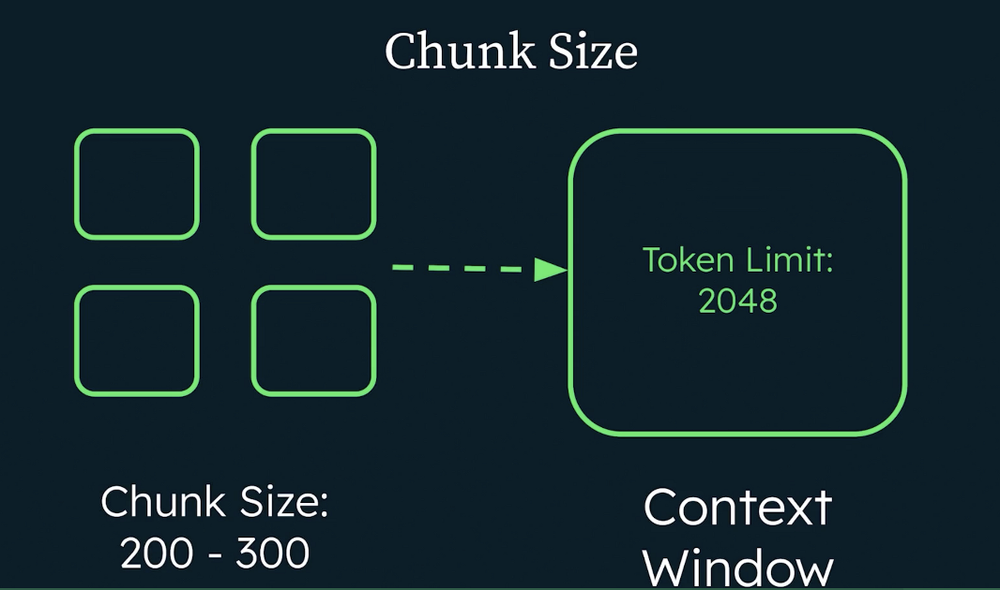 Chunk Size
Token Limit:
2048
Chunk Size:
200 - 300
Context
Window